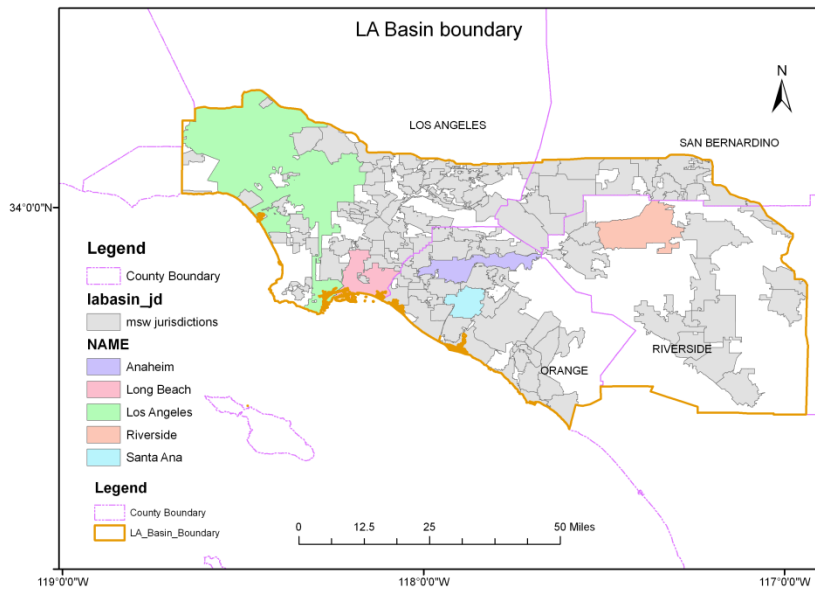 LA Basin boundary
N
LOS ANGELES
SAN BERNARDINO
34°0'0"N
Legend
County Boundary
labasin_jd
msw jurisdictions
NAME
Anaheim
Long Beach
Los Angeles
Riverside
Santa Ana
RIVERSIDE
ORANGE
Legend
County Boundary
LA_Basin_Boundary
0 12.5 25 50 Miles
119°0'0"W 118°0'0"W 117°0'0"W